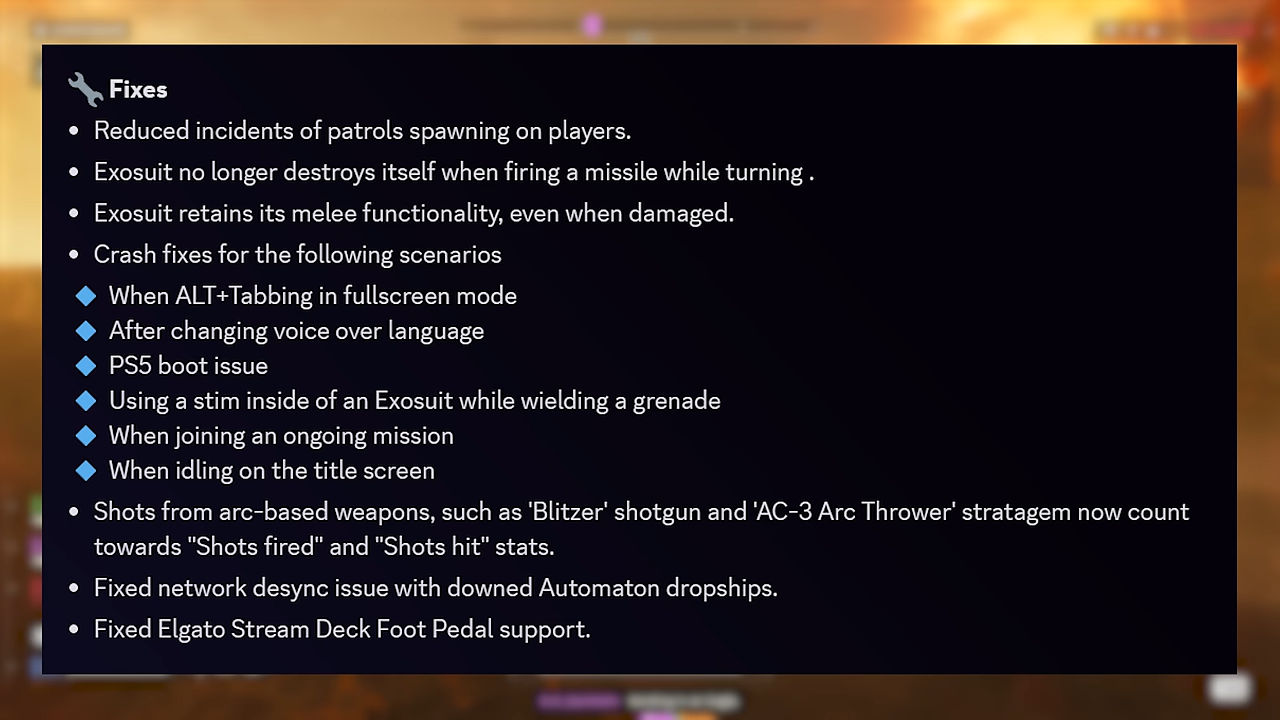 Fixes
• Reduced incidents of patrols spawning on players.
• Exosuit no longer destroys itself when firing a missile while turning .
• Exosuit retains its melee functionality, even when damaged.
• Crash fixes for the following scenarios
🔹 When ALT+Tabbing in fullscreen mode
🔹 After changing voice over language
🔹 PS5 boot issue
🔹 Using a stim inside of an Exosuit while wielding a grenade
🔹 When joining an ongoing mission
🔹 When idling on the title screen
• Shots from arc-based weapons, such as 'Blitzer' shotgun and 'AC-3 Arc Thrower' stratagem now count
towards "Shots fired" and "Shots hit" stats.
• Fixed network desync issue with downed Automaton dropships.
• Fixed Elgato Stream Deck Foot Pedal support.